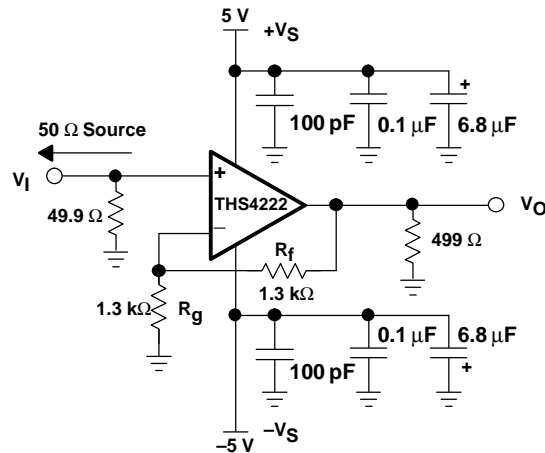 5 V
+VS
+
100 pF
0.1 µF
6.8 µF
50 Ω Source
VI
49.9 Ω
+
THS4222
–
VO
499 Ω
Rf
1.3 kΩ
1.3 kΩ
Rg
0.1 µF
6.8 µF
100 pF
+
–5 V
–VS